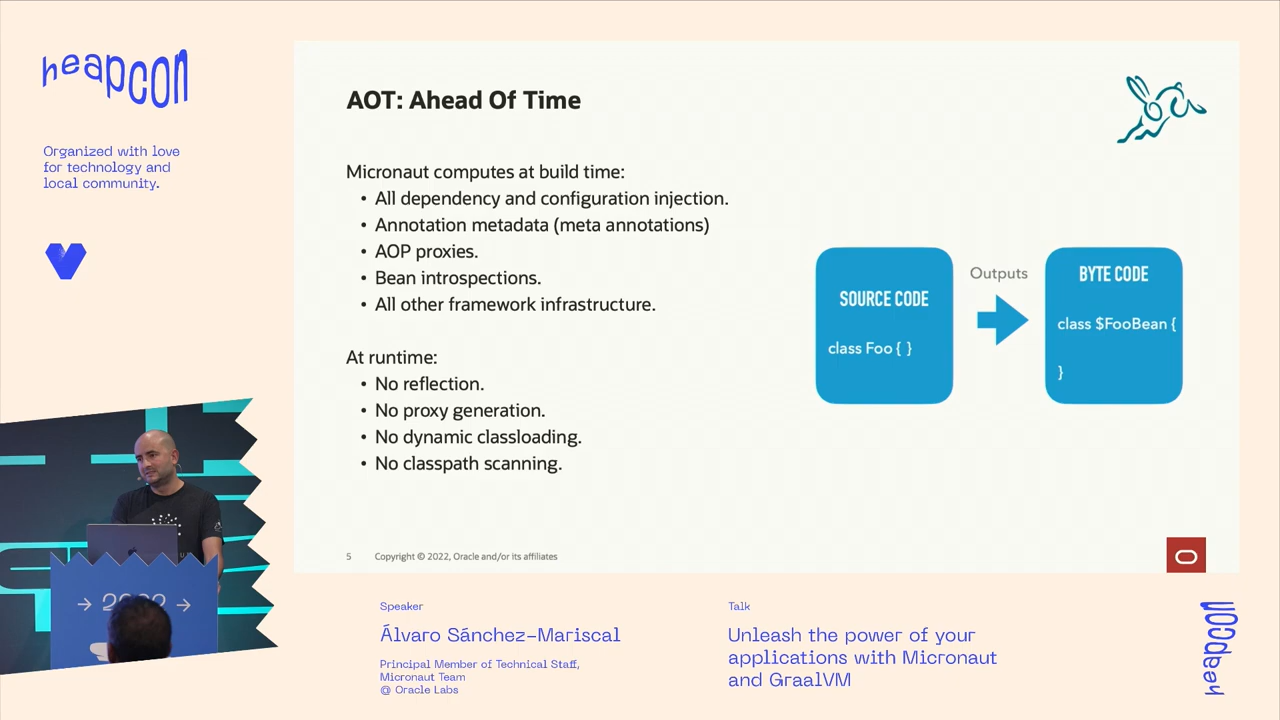 heapcon
Organized with love
for technology and
local community.
AOT: Ahead Of Time
Micronaut computes at build time:
• All dependency and configuration injection.
• Annotation metadata (meta annotations)
• AOP proxies.
• Bean introspections.
• All other framework infrastructure.
At runtime:
• No reflection.
• No proxy generation.
• No dynamic classloading.
• No classpath scanning.
SOURCE CODE
class Foo { }
Outputs
BYTE CODE
class $FooBean {
}
5 Copyright © 2022, Oracle and/or its affiliates
→ 2022 →
Speaker
Álvaro Sánchez-Mariscal
Principal Member of Technical Staff,
Micronaut Team
@ Oracle Labs
Talk
Unleash the power of your
applications with Micronaut
and GraalVM
heapcon